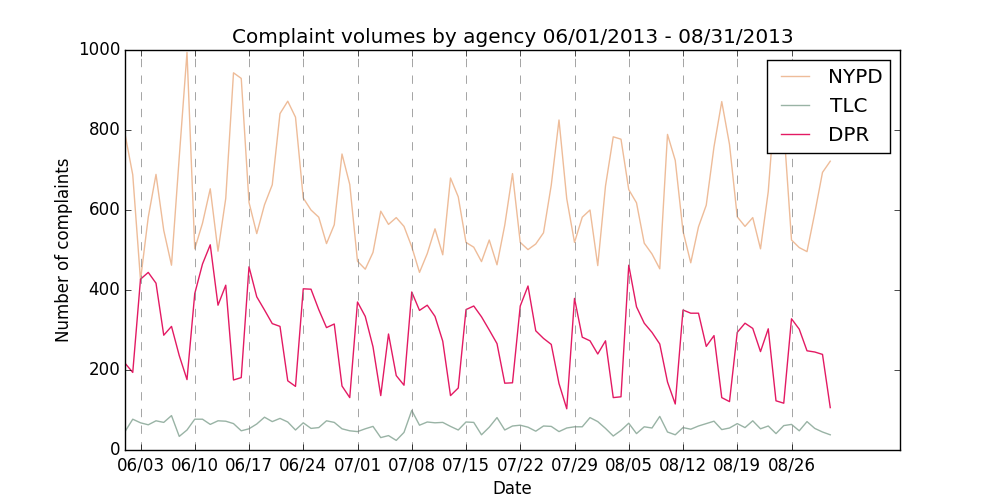 Complaint volumes by agency 06/01/2013 - 08/31/2013
NYPD
TLC
DPR
Number of complaints
1000
800
600
400
200
0
06/03 06/10 06/17 06/24 07/01 07/08 07/15 07/22 07/29 08/05 08/12 08/19 08/26
Date